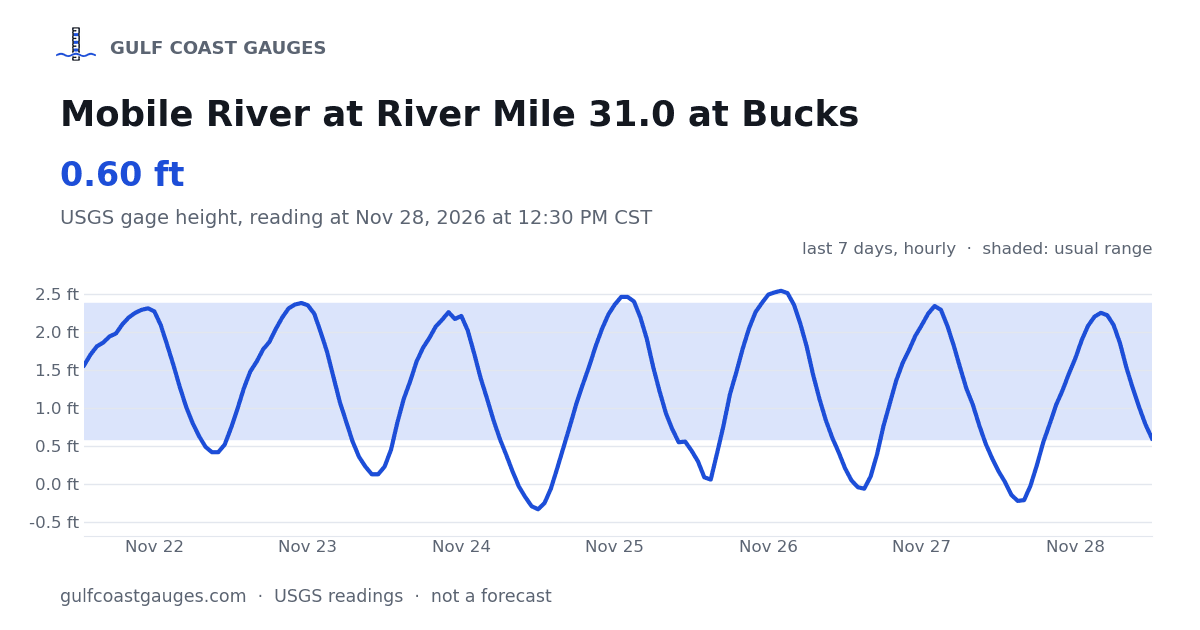 GULF COAST GAUGES
Mobile River at River Mile 31.0 at Bucks
0.60 ft
USGS gage height, reading at Nov 28, 2026 at 12:30 PM CST
last 7 days, hourly · shaded: usual range
2.5 ft
2.0 ft
1.5 ft
1.0 ft
0.5 ft
0.0 ft
-0.5 ft
Nov 22 Nov 23 Nov 24 Nov 25 Nov 26 Nov 27 Nov 28
gulfcoastgauges.com · USGS readings · not a forecast